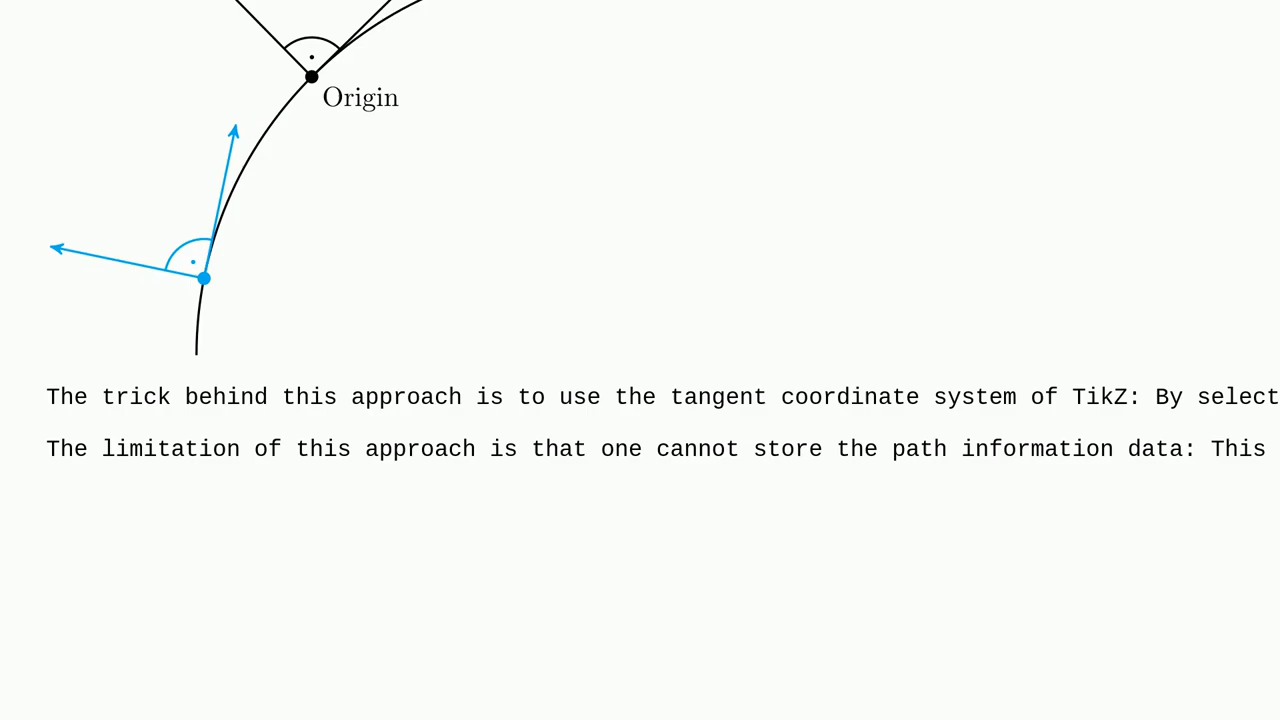 Origin
The trick behind this approach is to use the tangent coordinate system of TikZ: By select
The limitation of this approach is that one cannot store the path information data: This